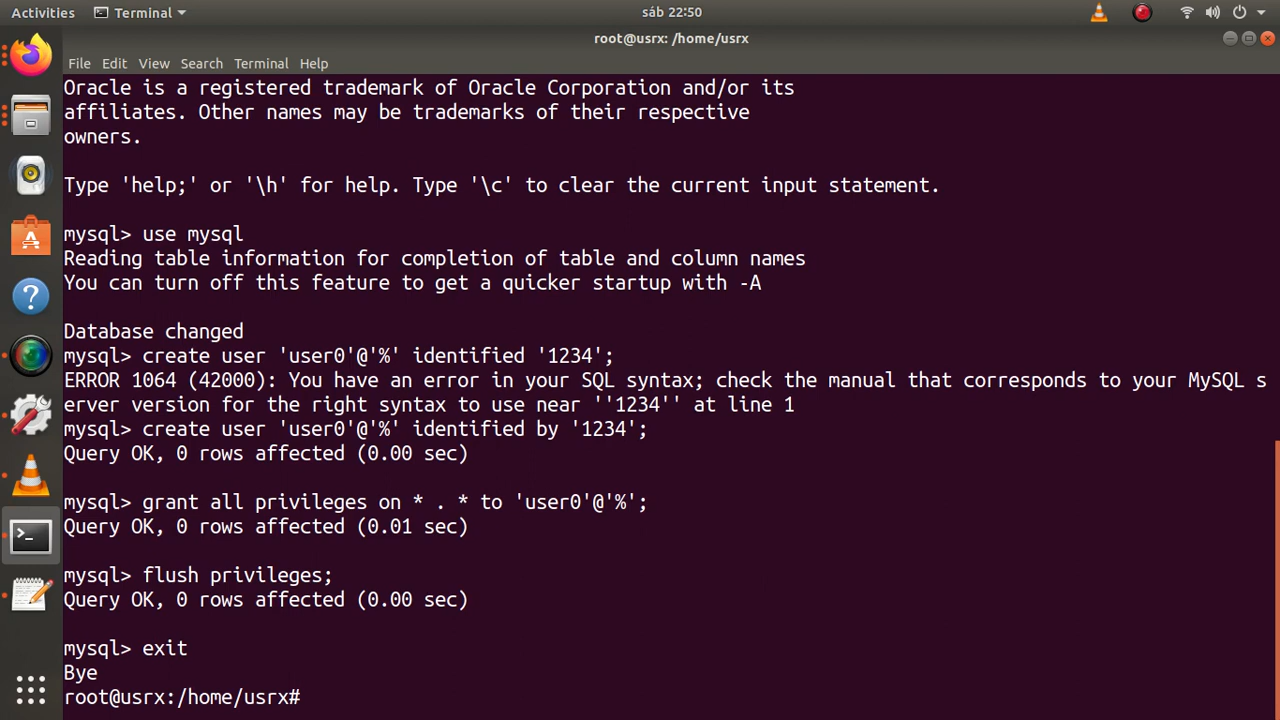 Activities Terminal sáb 22:50
root@usrx: /home/usrx
File Edit View Search Terminal Help
Oracle is a registered trademark of Oracle Corporation and/or its
affiliates. Other names may be trademarks of their respective
owners.
Type 'help;' or '\h' for help. Type '\c' to clear the current input statement.
mysql> use mysql
Reading table information for completion of table and column names
You can turn off this feature to get a quicker startup with -A
Database changed
mysql> create user 'user0'@'%' identified '1234';
ERROR 1064 (42000): You have an error in your SQL syntax; check the manual that corresponds to your MySQL s
erver version for the right syntax to use near ''1234'' at line 1
mysql> create user 'user0'@'%' identified by '1234';
Query OK, 0 rows affected (0.00 sec)
mysql> grant all privileges on * . * to 'user0'@'%';
Query OK, 0 rows affected (0.01 sec)
mysql> flush privileges;
Query OK, 0 rows affected (0.00 sec)
mysql> exit
Bye
root@usrx:/home/usrx#